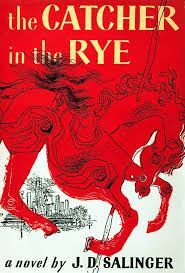 the CATCHER
in the RYE
a novel by J. D. SALINGER